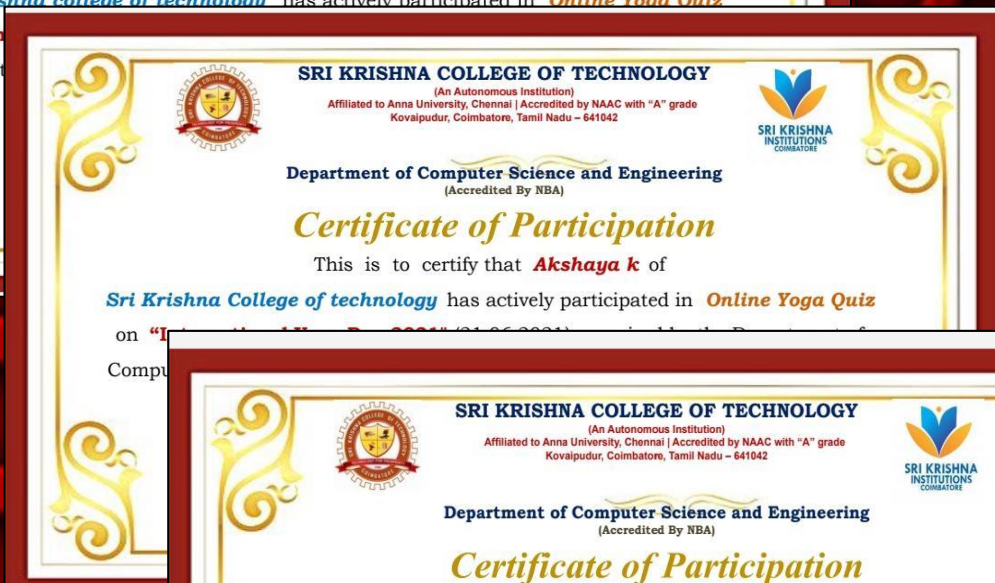 shna college of technology has actively participated in Online Yoga Quiz
SRI KRISHNA COLLEGE OF TECHNOLOGY
(An Autonomous Institution)
Affiliated to Anna University, Chennai | Accredited by NAAC with “A” grade
Kovaipudur, Coimbatore, Tamil Nadu – 641042
SRI KRISHNA
INSTITUTIONS
COIMBATORE
Department of Computer Science and Engineering
(Accredited By NBA)
Certificate of Participation
This is to certify that Akshaya k of
Sri Krishna College of technology has actively participated in Online Yoga Quiz
on
Compu
SRI KRISHNA COLLEGE OF TECHNOLOGY
(An Autonomous Institution)
Affiliated to Anna University, Chennai | Accredited by NAAC with “A” grade
Kovaipudur, Coimbatore, Tamil Nadu – 641042
SRI KRISHNA
INSTITUTIONS
COIMBATORE
Department of Computer Science and Engineering
(Accredited By NBA)
Certificate of Participation